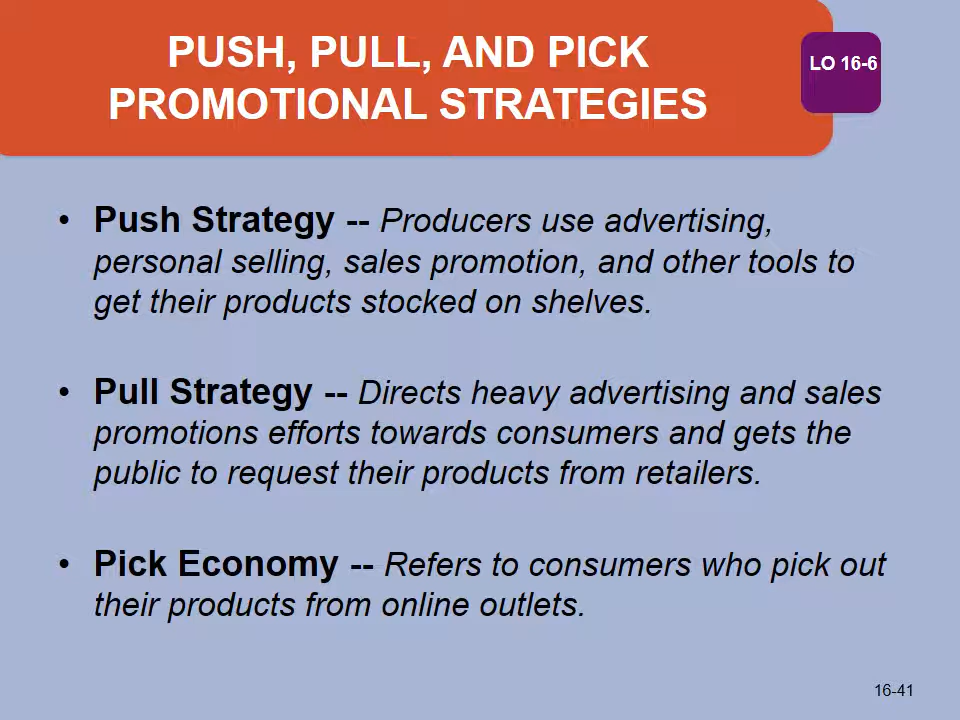 PUSH, PULL, AND PICK
PROMOTIONAL STRATEGIES
LO 16-6
• Push Strategy -- Producers use advertising,
personal selling, sales promotion, and other tools to
get their products stocked on shelves.
• Pull Strategy -- Directs heavy advertising and sales
promotions efforts towards consumers and gets the
public to request their products from retailers.
• Pick Economy -- Refers to consumers who pick out
their products from online outlets.
16-41